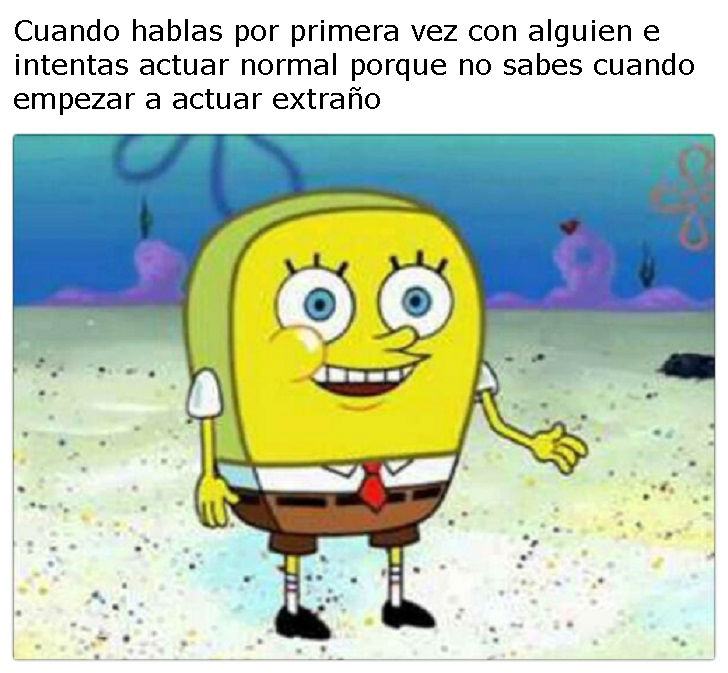 Cuando hablas por primera vez con alguien e
intentas actuar normal porque no sabes cuando
empezar a actuar extraño